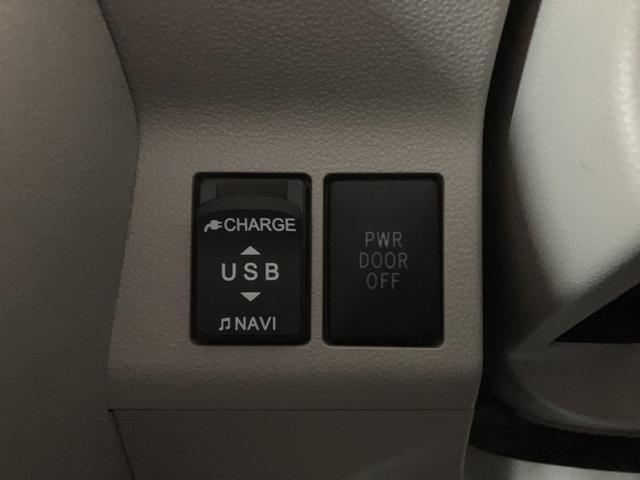 CHARGE
USB
NAVI
PWR
DOOR
OFF